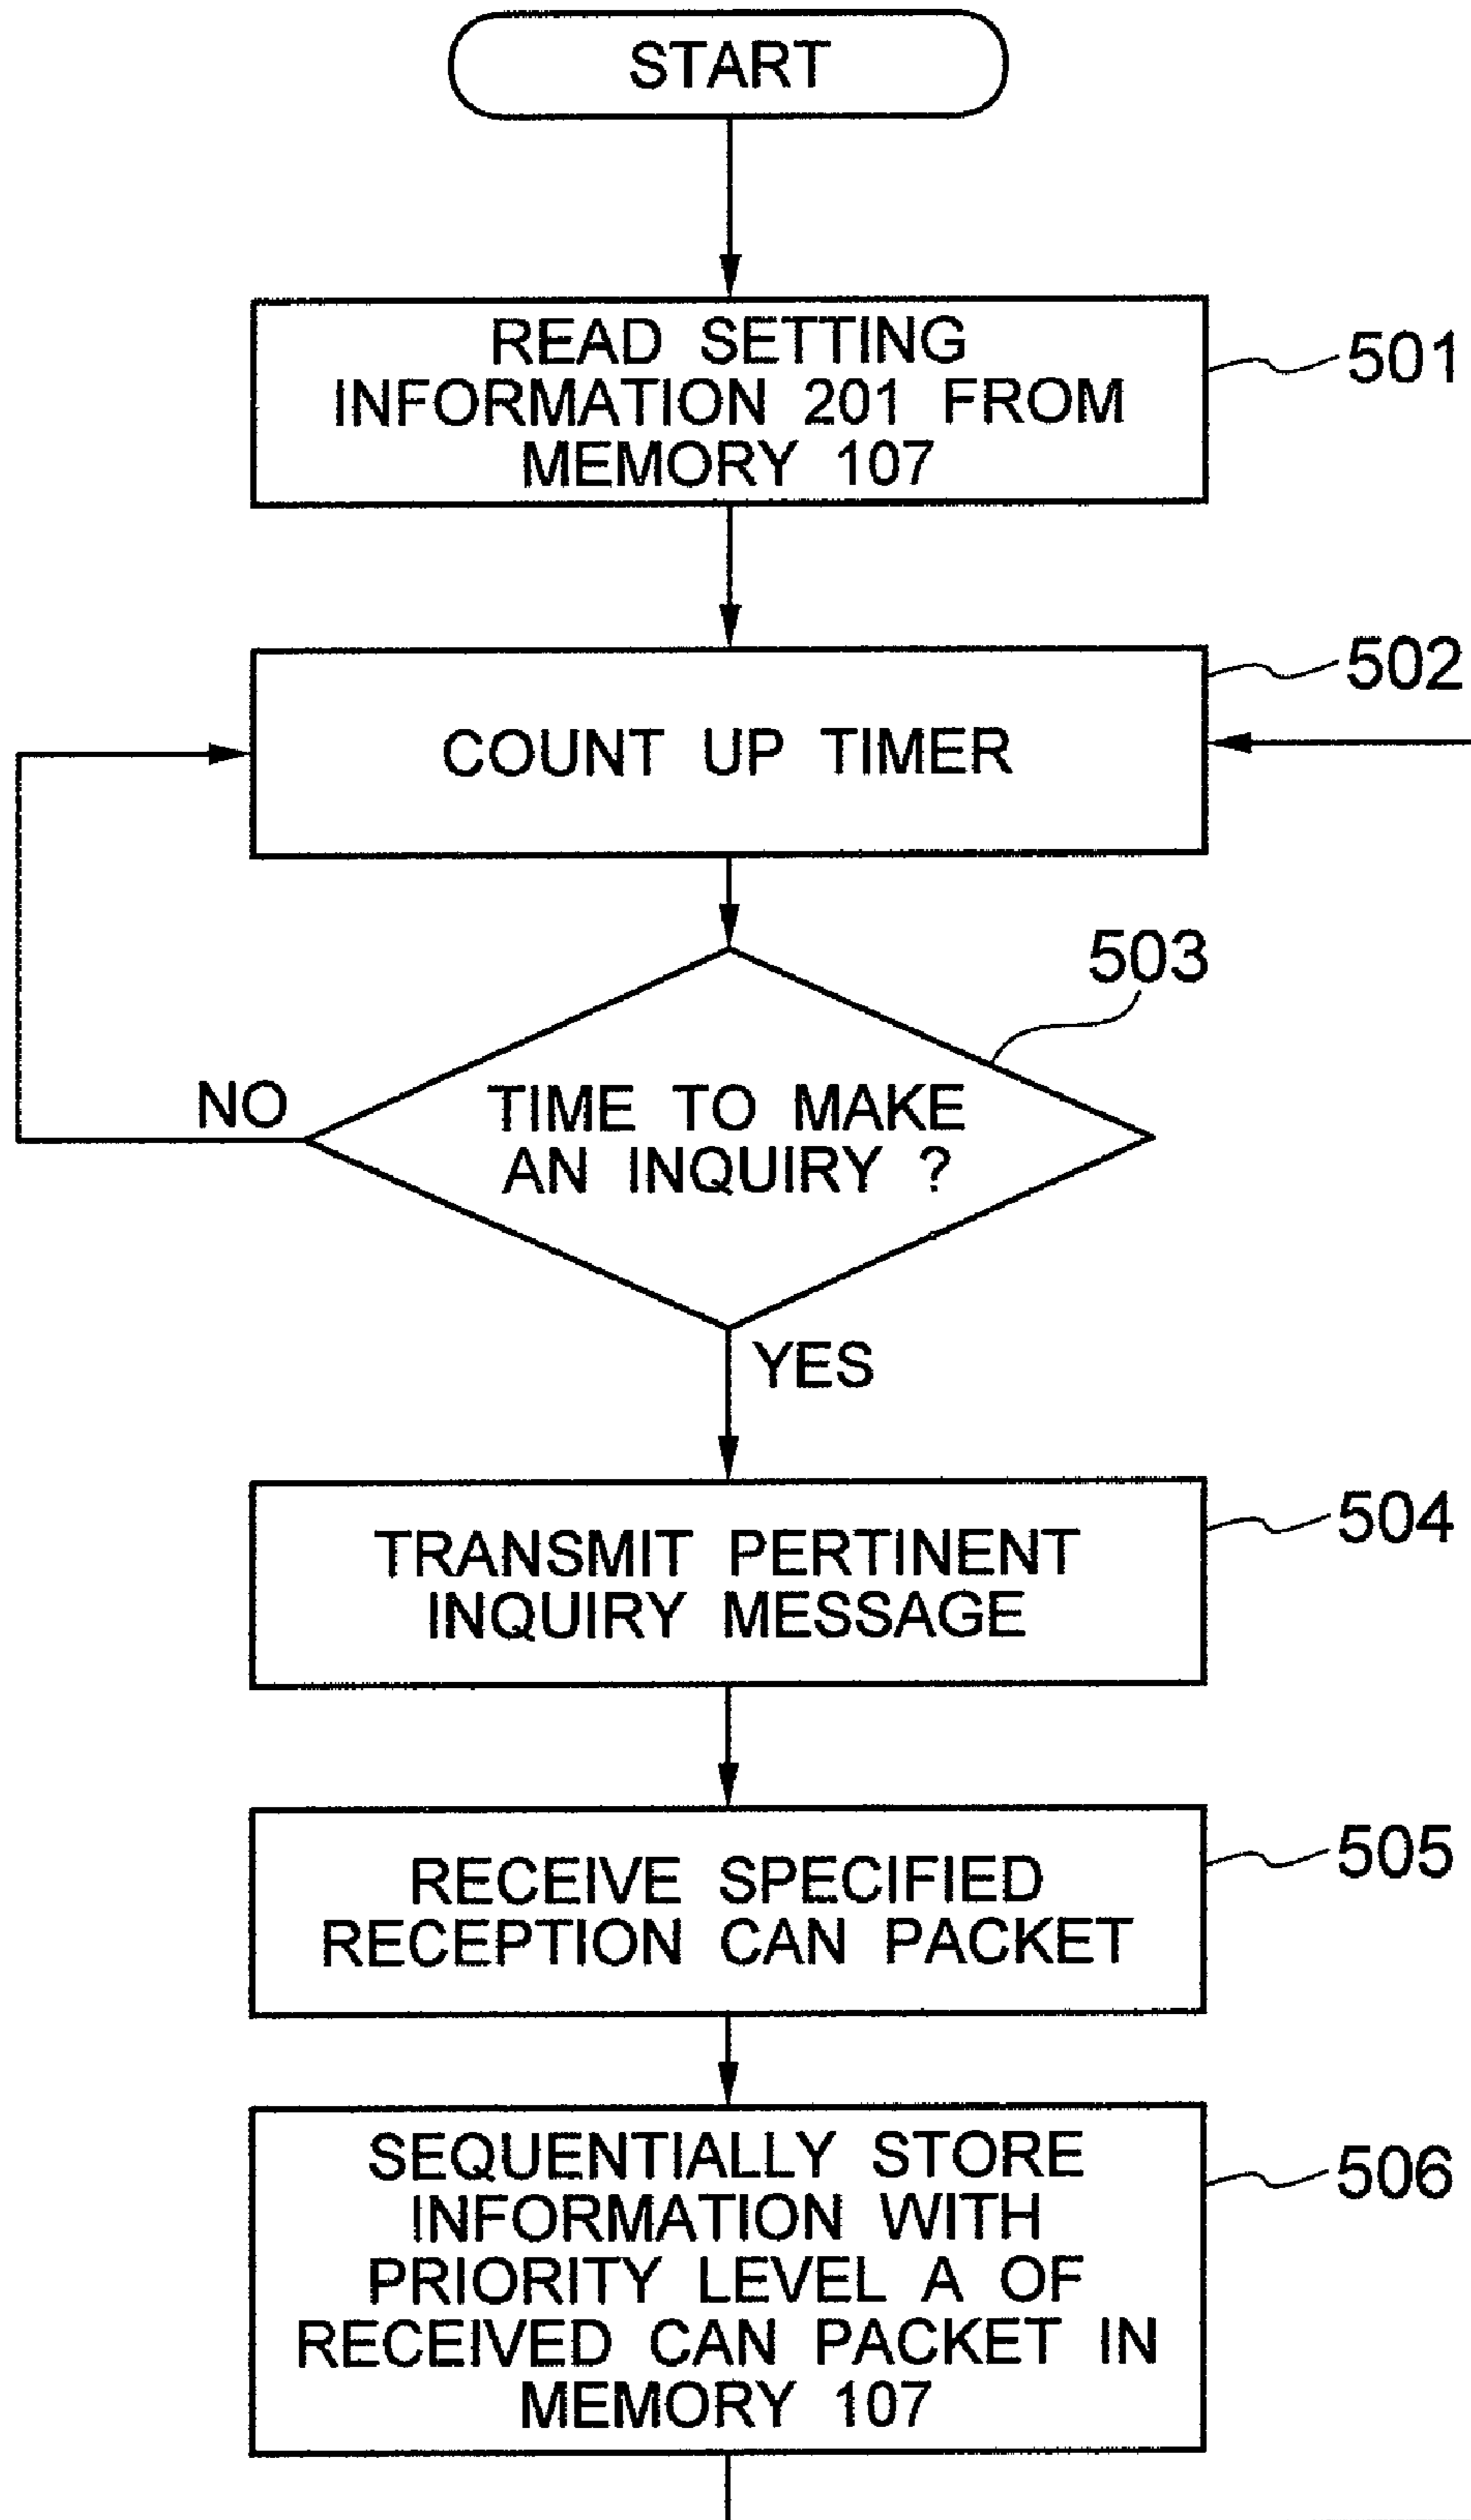 START
READ SETTING
INFORMATION 201 FROM
MEMORY 107
501
COUNT UP TIMER
502
503
TIME TO MAKE
AN INQUIRY ?
NO
YES
TRANSMIT PERTINENT
INQUIRY MESSAGE
504
RECEIVE SPECIFIED
RECEPTION CAN PACKET
505
SEQUENTIALLY STORE
INFORMATION WITH
PRIORITY LEVEL A OF
RECEIVED CAN PACKET IN
MEMORY 107
506